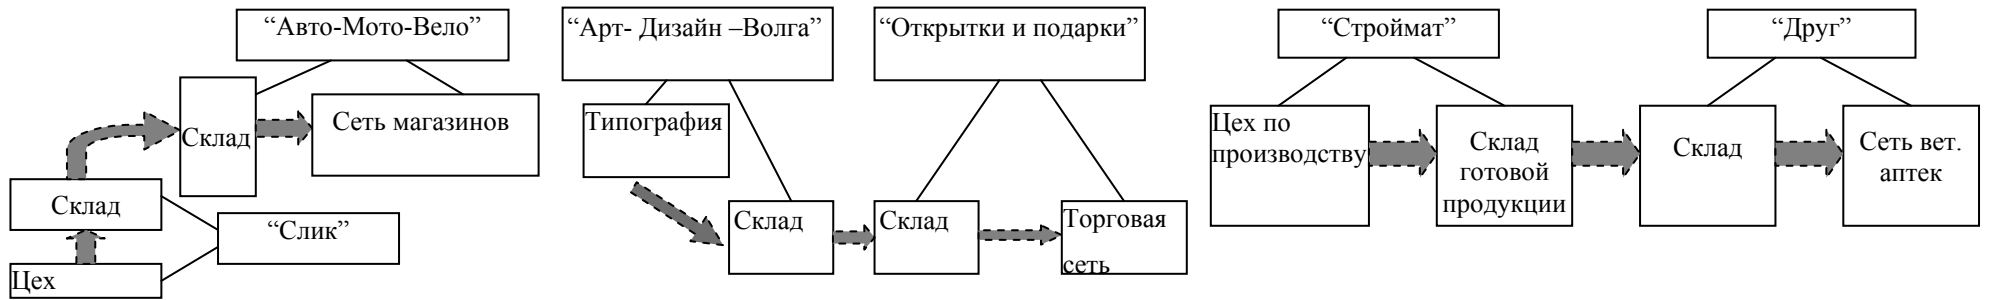 “Авто-Мото-Вело”
Склад
Сеть магазинов
Склад
“Слик”
Цех
“Арт- Дизайн –Волга”
“Открытки и подарки”
Типография
Склад
Склад
Торговая
сеть
“Строймат”
“Друг”
Цех по
производству
Склад
готовой
продукции
Склад
Сеть вет.
аптек